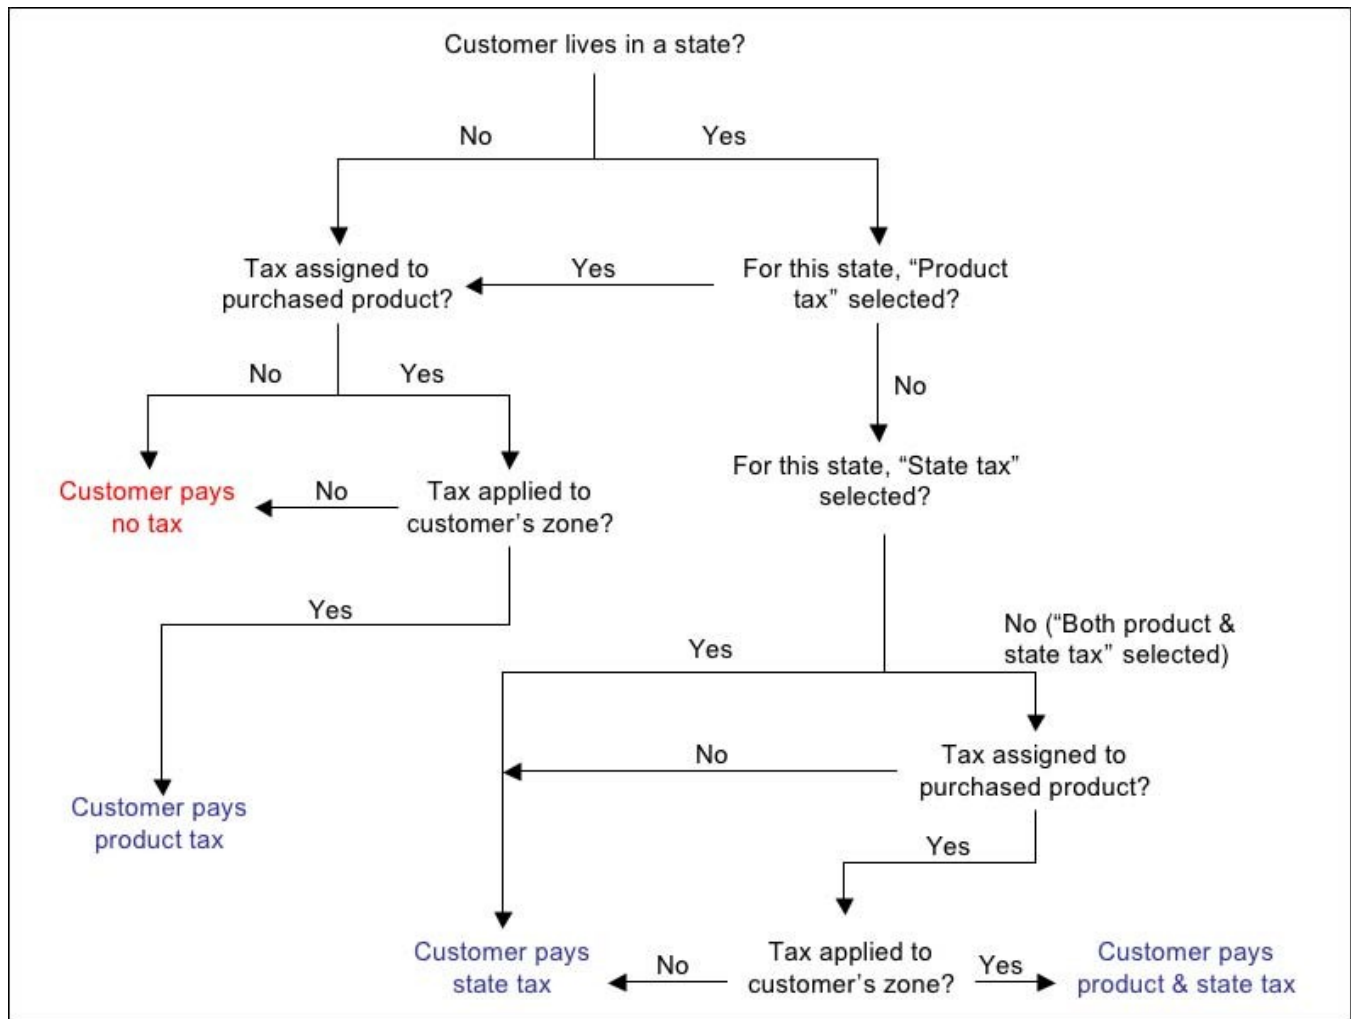 Customer lives in a state?
No
Yes
Tax assigned to
purchased product?
Yes
For this state, “Product
tax” selected?
No
Yes
No
Customer pays
no tax
No
Tax applied to
customer’s zone?
For this state, “State tax”
selected?
Yes
Yes
No (“Both product &
state tax” selected)
No
Tax assigned to
purchased product?
Customer pays
product tax
Yes
Customer pays
state tax
No
Tax applied to
customer’s zone?
Yes
Customer pays
product & state tax